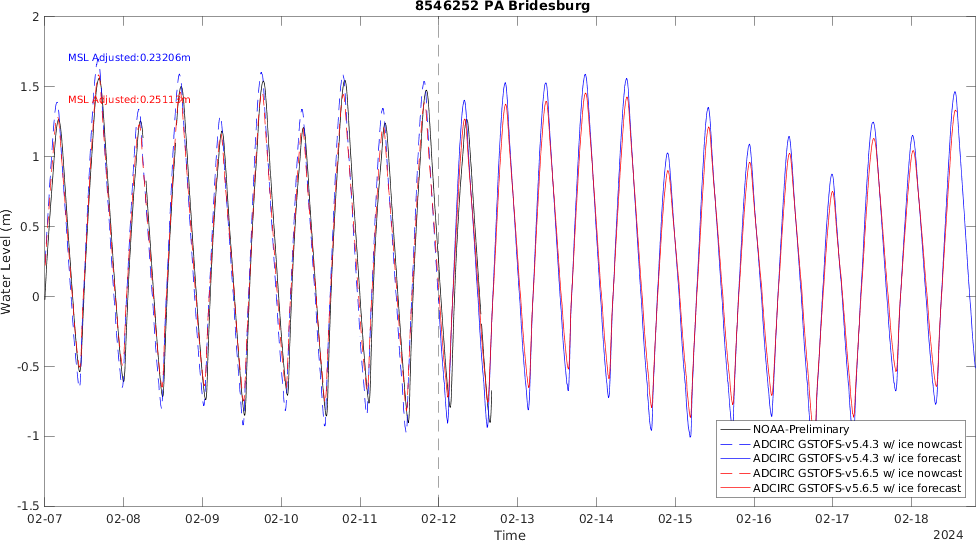 8546252 PA Bridesburg
2
1.5
1
0.5
0
-0.5
-1
-1.5
Water Level (m)
MSL Adjusted:0.23206m
MSL Adjusted:0.25113m
NOAA-Preliminary
ADCIRC GSTOFS-v5.4.3 w/ ice nowcast
ADCIRC GSTOFS-v5.4.3 w/ ice forecast
ADCIRC GSTOFS-v5.6.5 w/ ice nowcast
ADCIRC GSTOFS-v5.6.5 w/ ice forecast
02-07 02-08 02-09 02-10 02-11 02-12 02-13 02-14 02-15 02-16 02-17 02-18
Time
2024